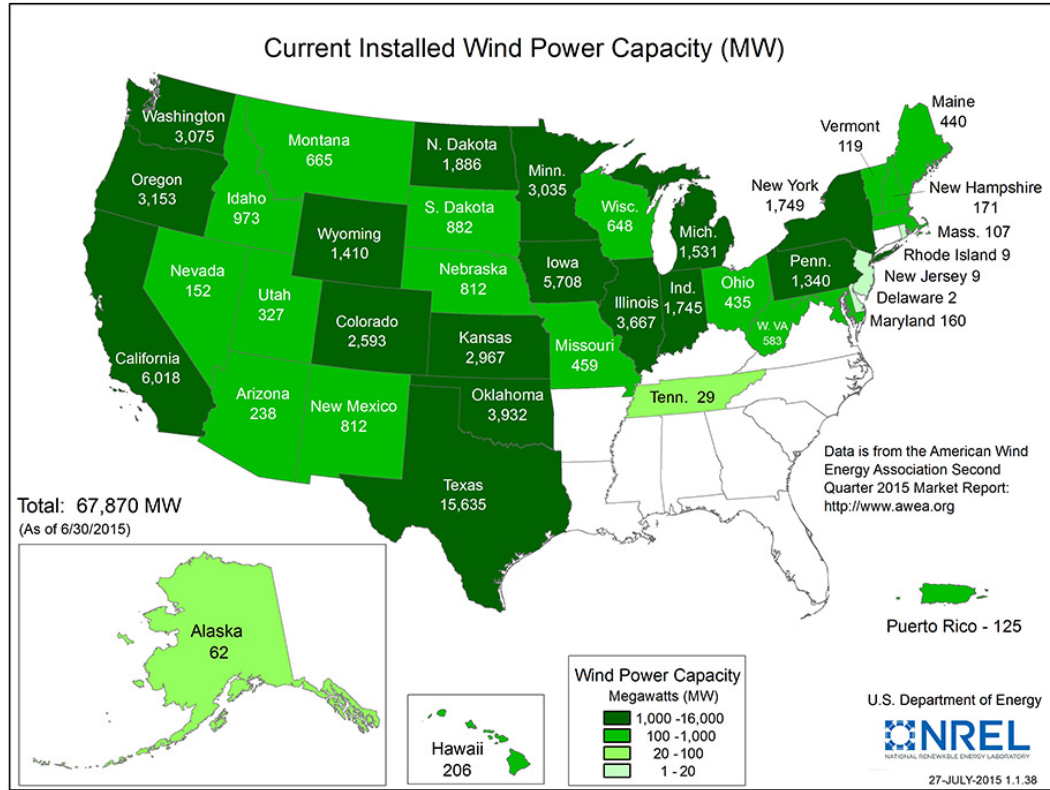 Current Installed Wind Power Capacity (MW)
Washington
3,075
Oregon
3,153
California
6,018
Nevada
152
Idaho
973
Montana
665
Wyoming
1,410
Utah
327
Colorado
2,593
Arizona
238
New Mexico
812
N. Dakota
1,886
S. Dakota
882
Nebraska
812
Kansas
2,967
Oklahoma
3,932
Texas
15,635
Minn.
3,035
Iowa
5,708
Missouri
459
Wisc.
648
Illinois
3,667
Mich.
1,531
Ind.
1,745
Ohio
435
W. VA
583
Tenn. 29
Penn.
1,340
New York
1,749
Vermont
119
Maine
440
New Hampshire
171
Mass. 107
Rhode Island 9
New Jersey 9
Delaware 2
Maryland 160
Data is from the American Wind
Energy Association Second
Quarter 2015 Market Report:
http://www.awea.org
Total: 67,870 MW
(As of 6/30/2015)
Alaska
62
Hawaii
206
Puerto Rico - 125
Wind Power Capacity
Megawatts (MW)
1,000 -16,000
100 -1,000
20 -100
1 - 20
U.S. Department of Energy
NREL
NATIONAL RENEWABLE ENERGY LABORATORY
27-JULY-2015 1.1.38